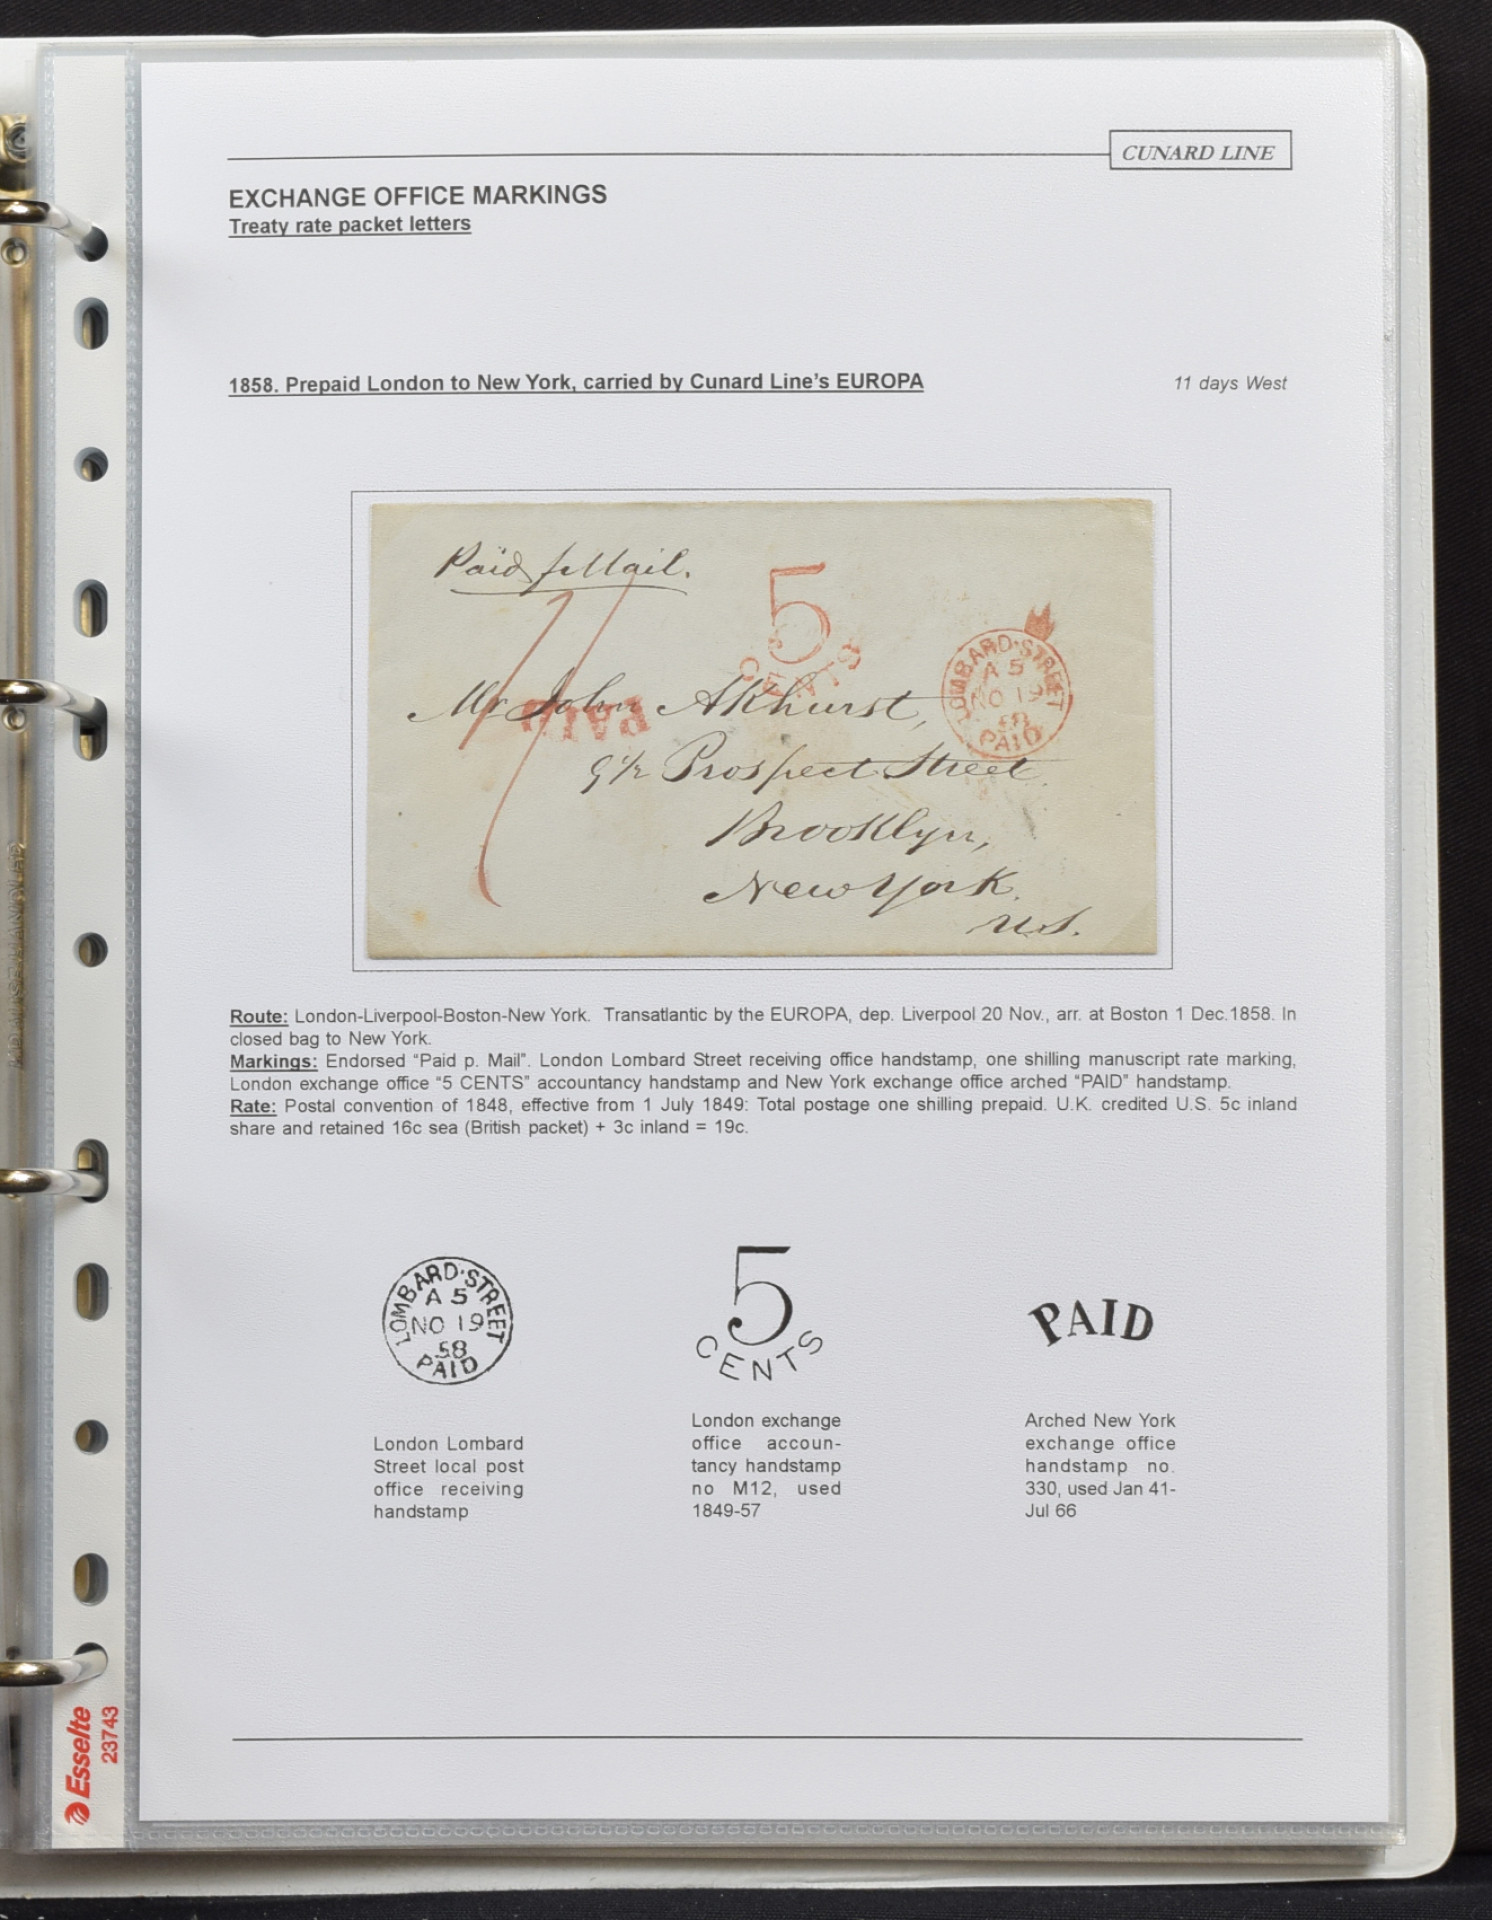 CUNARD LINE
EXCHANGE OFFICE MARKINGS
Treaty rate packet letters
1858. Prepaid London to New York, carried by Cunard Line's EUROPA
11 days West
Paid p Mail.
5
CENTS
LOMBARD·STREET
A 5
NO 19
58
PAID
PAID
Mr John Akhurst,
9 1/2 Prospect Street
Brooklyn,
New York.
U.S.
Route: London-Liverpool-Boston-New York. Transatlantic by the EUROPA, dep. Liverpool 20 Nov., arr. at Boston 1 Dec.1858. In
closed bag to New York.
Markings: Endorsed “Paid p. Mail”. London Lombard Street receiving office handstamp, one shilling manuscript rate marking,
London exchange office “5 CENTS” accountancy handstamp and New York exchange office arched “PAID” handstamp.
Rate: Postal convention of 1848, effective from 1 July 1849: Total postage one shilling prepaid. U.K. credited U.S. 5c inland
share and retained 16c sea (British packet) + 3c inland = 19c.
LOMBARD·STREET
A 5
NO 19
58
PAID
London Lombard
Street local post
office receiving
handstamp
5
CENTS
London exchange
office accoun-
tancy handstamp
no M12, used
1849-57
PAID
Arched New York
exchange office
handstamp no.
330, used Jan 41-
Jul 66
Esselte
23743